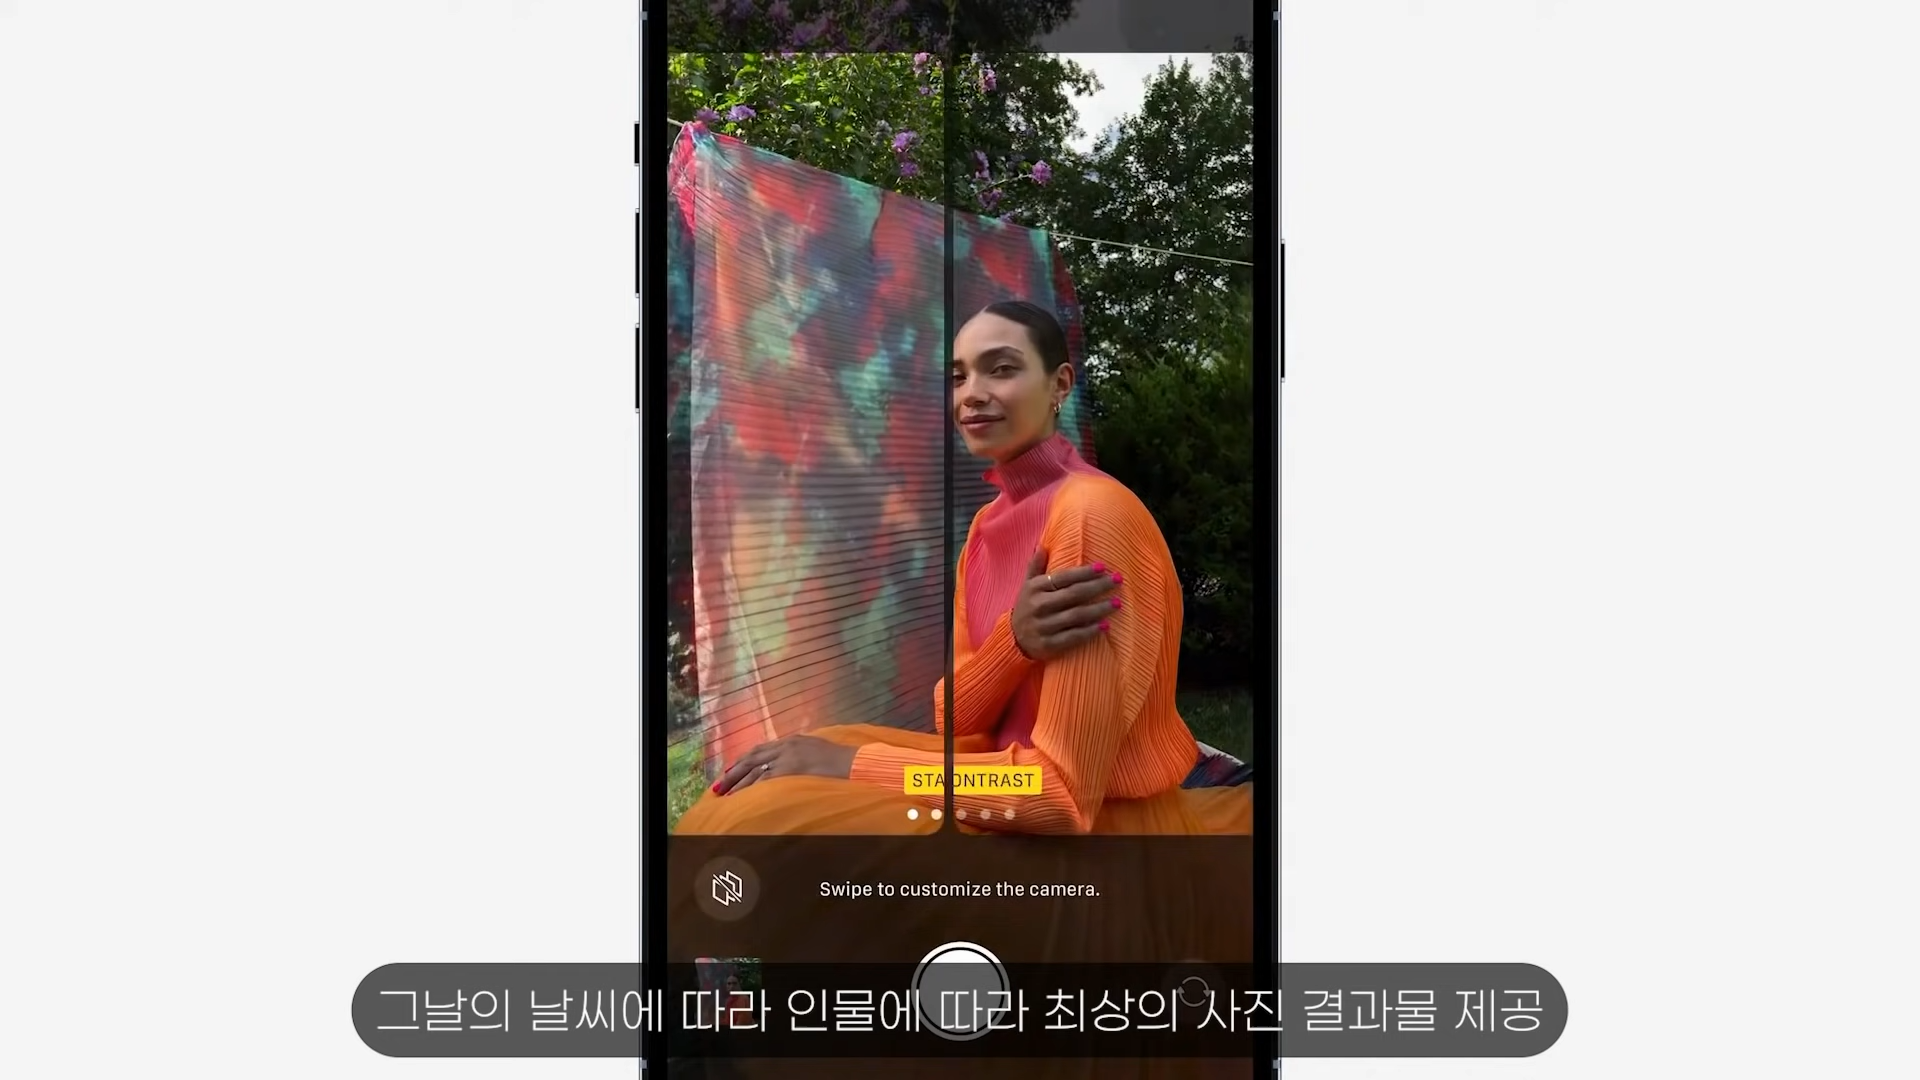 STA ONTRAST
Swipe to customize the camera.
그날의 날씨에 따라 인물에 따라 최상의 사진 결과물 제공